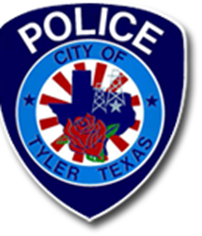 POLICE
CITY OF
TYLER TEXAS